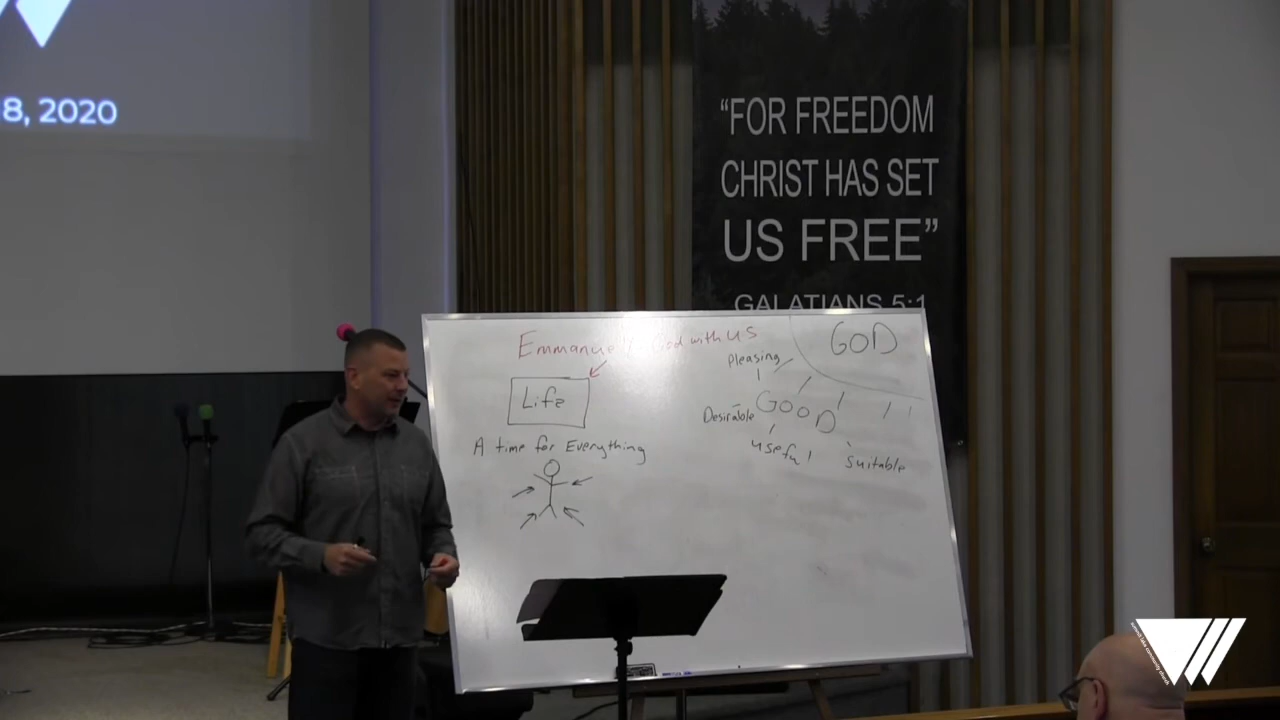 8, 2020
"FOR FREEDOM
CHRIST HAS SET
US FREE"
GALATIANS 5:1
Emmanuel God with us
Life
A time for Everything
GOD
Pleasing
GOOD
Desirable
useful
suitable